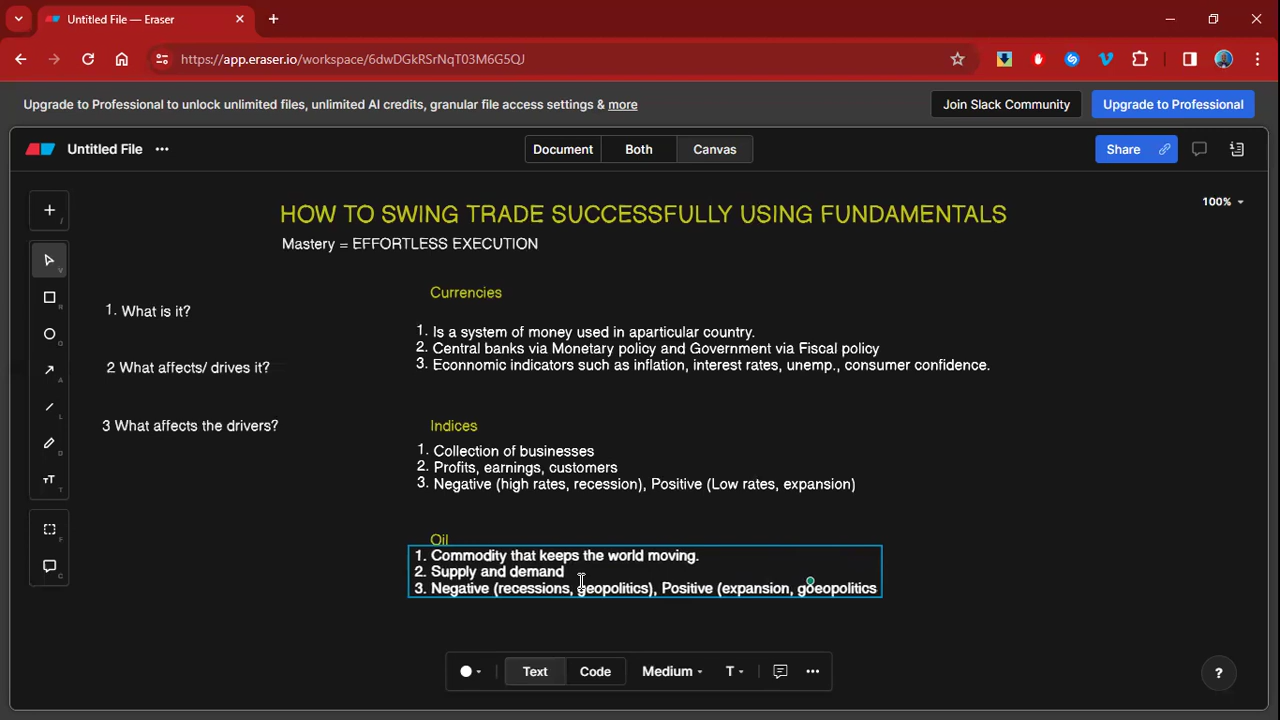 Untitled File — Eraser
https://app.eraser.io/workspace/6dwDGkRSrNqT03M6G5QJ
Upgrade to Professional to unlock unlimited files, unlimited AI credits, granular file access settings & more
Join Slack Community
Upgrade to Professional
Untitled File
Document
Both
Canvas
Share
100%
HOW TO SWING TRADE SUCCESSFULLY USING FUNDAMENTALS
Mastery = EFFORTLESS EXECUTION
1. What is it?
2 What affects/ drives it?
3 What affects the drivers?
Currencies
1. Is a system of money used in aparticular country.
2. Central banks via Monetary policy and Government via Fiscal policy
3. Econnomic indicators such as inflation, interest rates, unemp., consumer confidence.
Indices
1. Collection of businesses
2. Profits, earnings, customers
3. Negative (high rates, recession), Positive (Low rates, expansion)
Oil
1. Commodity that keeps the world moving.
2. Supply and demand
3. Negative (recessions, geopolitics), Positive (expansion, goeopolitics
Text
Code
Medium
T
?